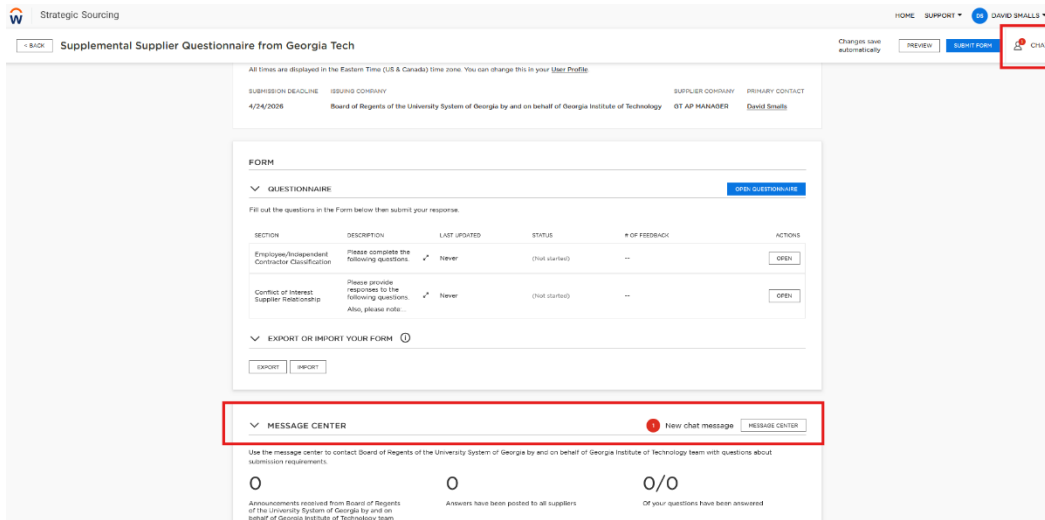 Strategic Sourcing
HOME SUPPORT DS DAVID SMALLS
< BACK Supplemental Supplier Questionnaire from Georgia Tech
Changes save
automatically
PREVIEW SUBMIT FORM CHA
All times are displayed in the Eastern Time (US & Canada) time zone. You can change this in your User Profile.
SUBMISSION DEADLINE ISSUING COMPANY SUPPLIER COMPANY PRIMARY CONTACT
4/24/2026 Board of Regents of the University System of Georgia by and on behalf of Georgia Institute of Technology GT AP MANAGER David Smalls
FORM
QUESTIONNAIRE OPEN QUESTIONNAIRE
Fill out the questions in the Form below then submit your response.
SECTION DESCRIPTION LAST UPDATED STATUS # OF FEEDBACK ACTIONS
Employee/Independent
Contractor Classification
Please complete the
following questions.
Never (Not started) -- OPEN
Conflict of Interest
Supplier Relationship
Please provide
responses to the
following questions.
Also, please note:...
Never (Not started) -- OPEN
EXPORT OR IMPORT YOUR FORM
EXPORT IMPORT
MESSAGE CENTER 1 New chat message MESSAGE CENTER
Use the message center to contact Board of Regents of the University System of Georgia by and on behalf of Georgia Institute of Technology team with questions about
submission requirements.
0 0 0/0
Announcements received from Board of Regents
of the University System of Georgia by and on
behalf of Georgia Institute of Technology team
Answers have been posted to all suppliers
Of your questions have been answered